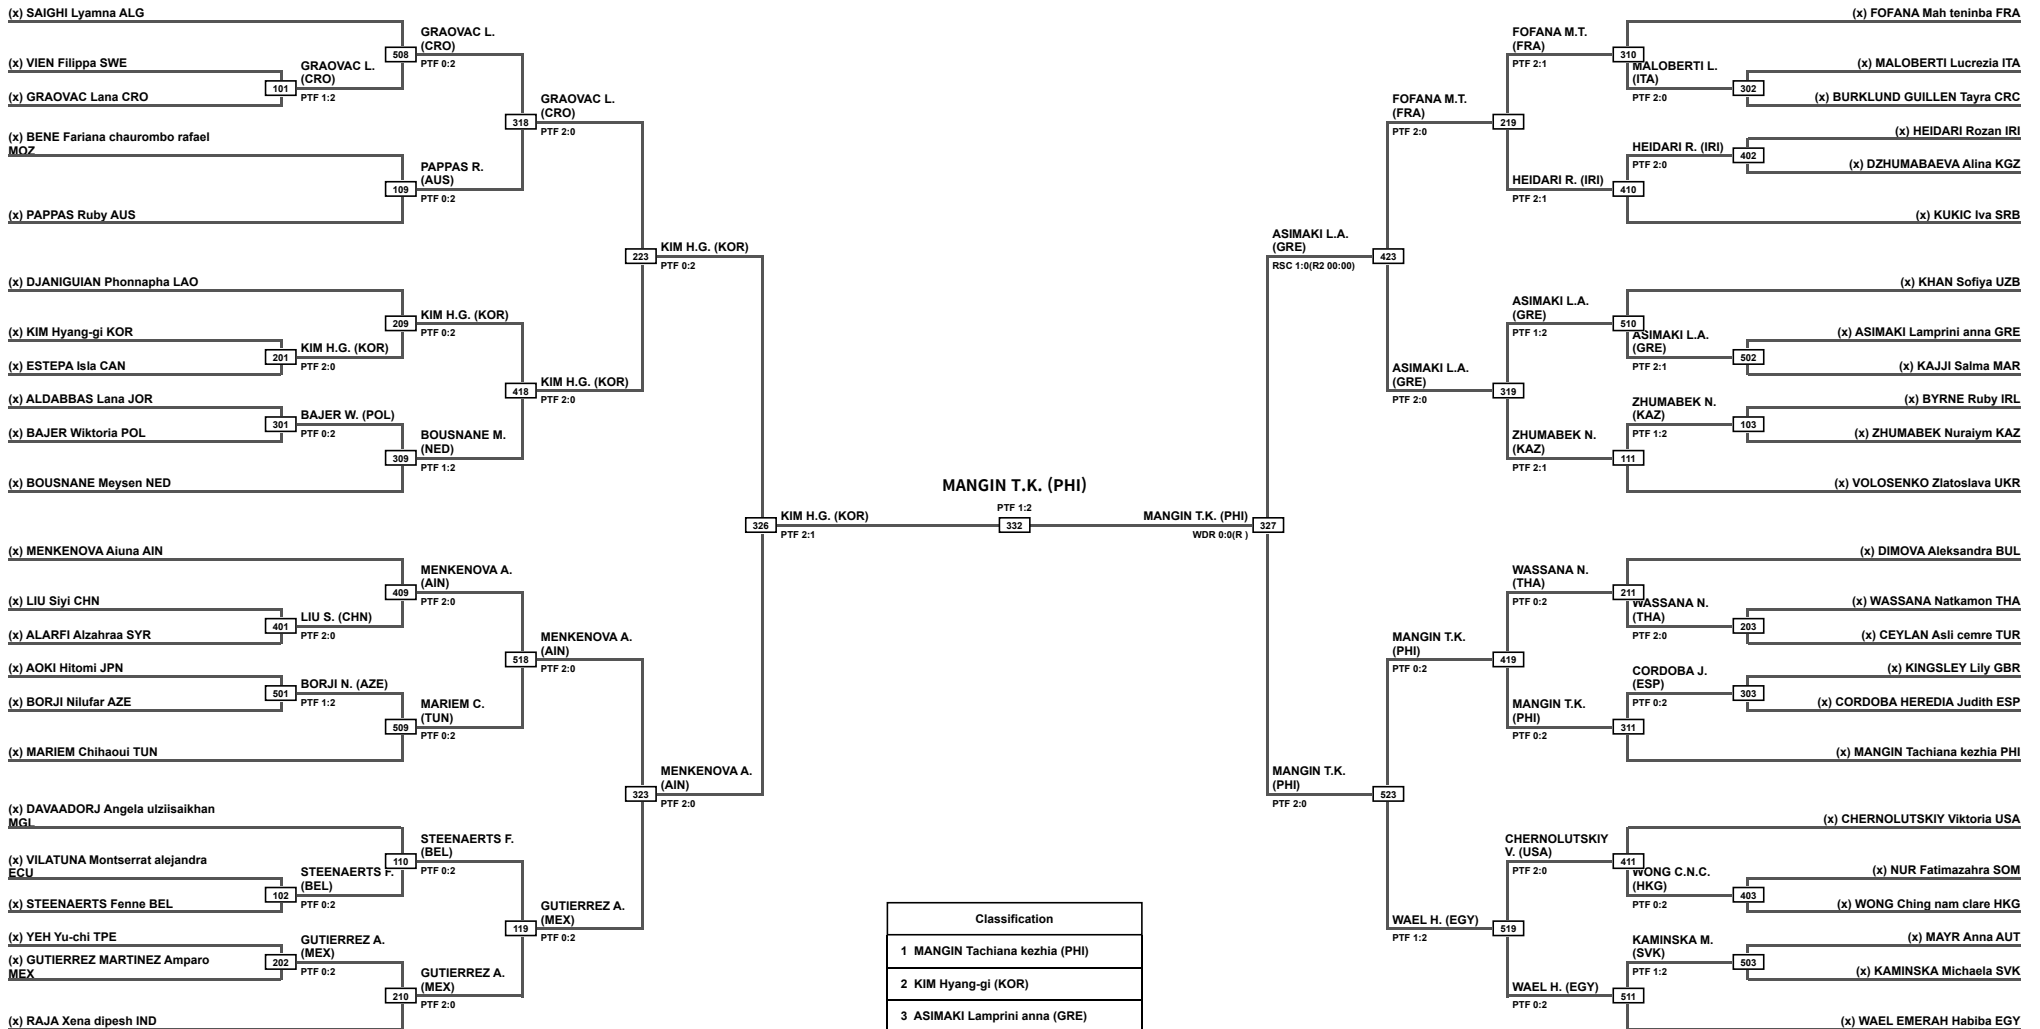 (x) SAIGHI Lyamna ALG
(x) VIEN Filippa SWE
(x) GRAOVAC Lana CRO
(x) BENE Fariana chaurombo rafael
MOZ
(x) PAPPAS Ruby AUS
(x) DJANIGUIAN Phonnapha LAO
(x) KIM Hyang-gi KOR
(x) ESTEPA Isla CAN
(x) ALDABBAS Lana JOR
(x) BAJER Wiktoria POL
(x) BOUSNANE Meysen NED
(x) MENKENOVA Aiuna AIN
(x) LIU Siyi CHN
(x) ALARFI Alzahraa SYR
(x) AOKI Hitomi JPN
(x) BORJI Nilufar AZE
(x) MARIEM Chihaoui TUN
(x) DAVAADORJ Angela ulziisaikhan
MGL
(x) VILATUNA Montserrat alejandra
ECU
(x) STEENAERTS Fenne BEL
(x) YEH Yu-chi TPE
(x) GUTIERREZ MARTINEZ Amparo
MEX
(x) RAJA Xena dipesh IND
101
GRAOVAC L.
(CRO)
PTF 1:2
201
KIM H.G. (KOR)
PTF 2:0
301
BAJER W. (POL)
PTF 0:2
401
LIU S. (CHN)
PTF 2:0
501
BORJI N. (AZE)
PTF 1:2
102
STEENAERTS F.
(BEL)
PTF 0:2
202
GUTIERREZ A.
(MEX)
PTF 0:2
508
GRAOVAC L.
(CRO)
PTF 0:2
109
PAPPAS R.
(AUS)
PTF 0:2
209
KIM H.G. (KOR)
PTF 0:2
309
BOUSNANE M.
(NED)
PTF 1:2
409
MENKENOVA A.
(AIN)
PTF 2:0
509
MARIEM C.
(TUN)
PTF 0:2
110
STEENAERTS F.
(BEL)
PTF 0:2
210
GUTIERREZ A.
(MEX)
PTF 2:0
318
GRAOVAC L.
(CRO)
PTF 2:0
418
KIM H.G. (KOR)
PTF 2:0
518
MENKENOVA A.
(AIN)
PTF 2:0
119
GUTIERREZ A.
(MEX)
PTF 0:2
223
KIM H.G. (KOR)
PTF 0:2
323
MENKENOVA A.
(AIN)
PTF 2:0
326
KIM H.G. (KOR)
PTF 2:1
MANGIN T.K. (PHI)
PTF 1:2
332
MANGIN T.K. (PHI)
WDR 0:0(R )
327
ASIMAKI L.A.
(GRE)
RSC 1:0(R2 00:00)
423
MANGIN T.K.
(PHI)
PTF 2:0
523
FOFANA M.T.
(FRA)
PTF 2:0
219
ASIMAKI L.A.
(GRE)
PTF 2:0
319
MANGIN T.K.
(PHI)
PTF 0:2
419
WAEL H. (EGY)
PTF 1:2
519
FOFANA M.T.
(FRA)
PTF 2:1
310
HEIDARI R. (IRI)
PTF 2:1
410
ASIMAKI L.A.
(GRE)
PTF 1:2
510
ZHUMABEK N.
(KAZ)
PTF 2:1
111
WASSANA N.
(THA)
PTF 0:2
211
MANGIN T.K.
(PHI)
PTF 0:2
311
CHERNOLUTSKIY
V. (USA)
PTF 2:0
411
WAEL H. (EGY)
PTF 0:2
511
MALOBERTI L.
(ITA)
PTF 2:0
302
HEIDARI R. (IRI)
PTF 2:0
402
ASIMAKI L.A.
(GRE)
PTF 2:1
502
ZHUMABEK N.
(KAZ)
PTF 1:2
103
WASSANA N.
(THA)
PTF 2:0
203
CORDOBA J.
(ESP)
PTF 0:2
303
WONG C.N.C.
(HKG)
PTF 0:2
403
KAMINSKA M.
(SVK)
PTF 1:2
503
(x) FOFANA Mah teninba FRA
(x) MALOBERTI Lucrezia ITA
(x) BURKLUND GUILLEN Tayra CRC
(x) HEIDARI Rozan IRI
(x) DZHUMABAEVA Alina KGZ
(x) KUKIC Iva SRB
(x) KHAN Sofiya UZB
(x) ASIMAKI Lamprini anna GRE
(x) KAJJI Salma MAR
(x) BYRNE Ruby IRL
(x) ZHUMABEK Nuraiym KAZ
(x) VOLOSENKO Zlatoslava UKR
(x) DIMOVA Aleksandra BUL
(x) WASSANA Natkamon THA
(x) CEYLAN Asli cemre TUR
(x) KINGSLEY Lily GBR
(x) CORDOBA HEREDIA Judith ESP
(x) MANGIN Tachiana kezhia PHI
(x) CHERNOLUTSKIY Viktoria USA
(x) NUR Fatimazahra SOM
(x) WONG Ching nam clare HKG
(x) MAYR Anna AUT
(x) KAMINSKA Michaela SVK
(x) WAEL EMERAH Habiba EGY
Classification
1 MANGIN Tachiana kezhia (PHI)
2 KIM Hyang-gi (KOR)
3 ASIMAKI Lamprini anna (GRE)